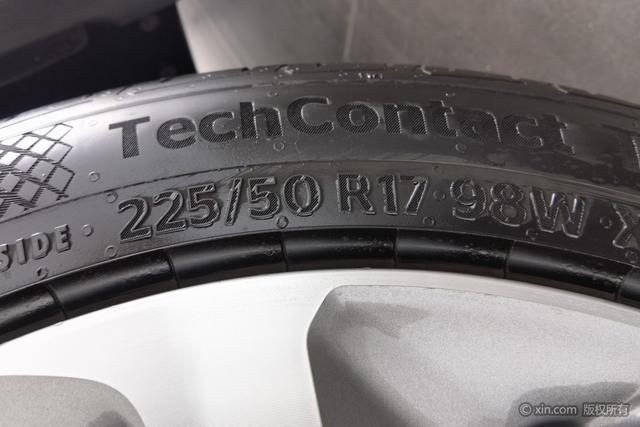 TechContact
SIDE · 225/50 R17 98W X
© xin.com 版权所有